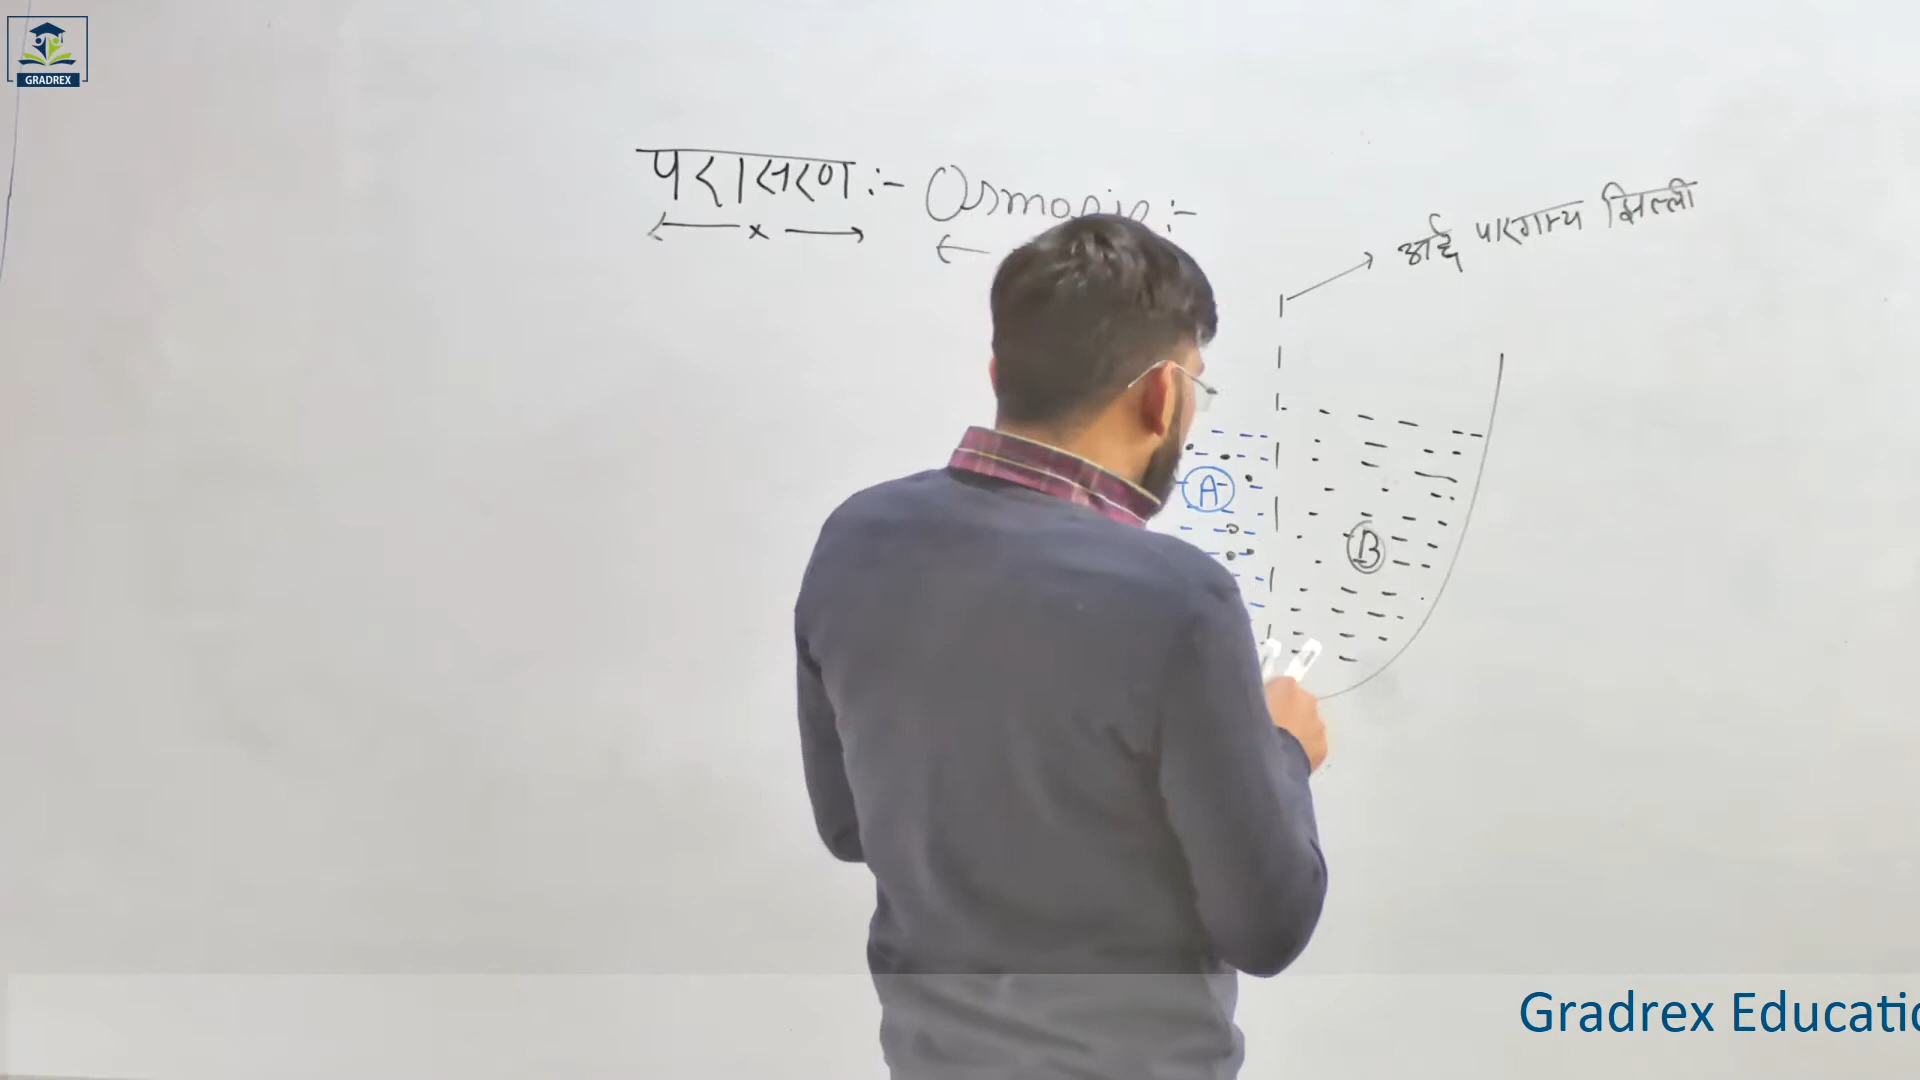 GRADREX
परासरण :- Osmosis :-
अर्द्ध पारगम्य झिल्ली
A
B
Gradrex Educatio